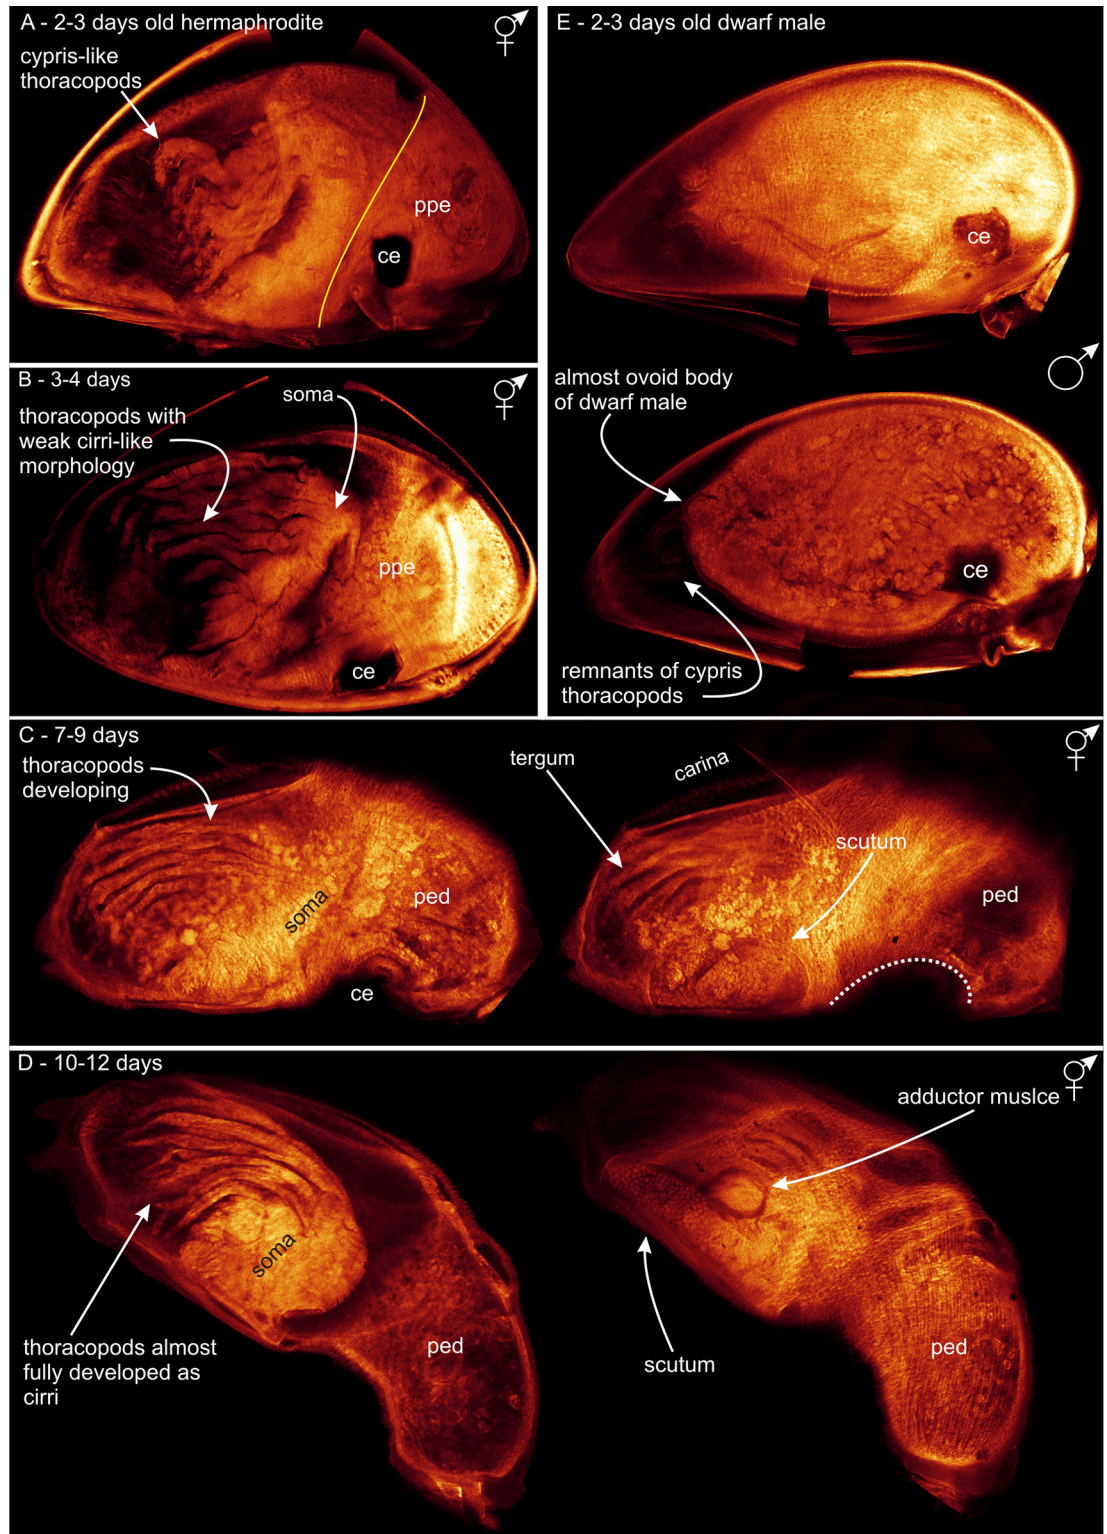 A - 2-3 days old hermaphrodite
cypris-like
thoracopods
ppe
ce
B - 3-4 days
soma
thoracopods with
weak cirri-like
morphology
ppe
ce
E - 2-3 days old dwarf male
ce
almost ovoid body
of dwarf male
ce
remnants of cypris
thoracopods
C - 7-9 days
thoracopods
developing
soma
ped
ce
tergum
carina
scutum
ped
D - 10-12 days
soma
ped
thoracopods almost
fully developed as
cirri
adductor muslce
scutum
ped